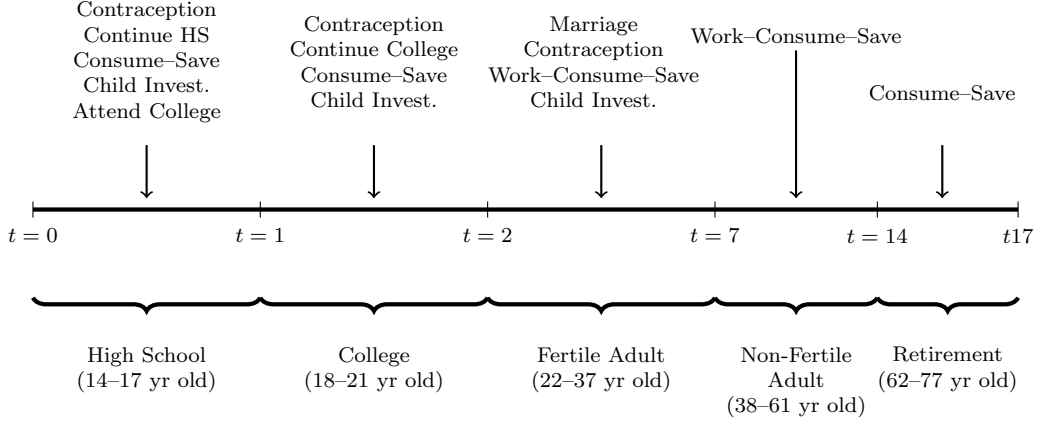 Contraception
Continue HS
Consume–Save
Child Invest.
Attend College
Contraception
Continue College
Consume–Save
Child Invest.
Marriage
Contraception
Work–Consume–Save
Child Invest.
Work–Consume–Save
Consume–Save
t = 0
t = 1
t = 2
t = 7
t = 14
t17
High School
(14–17 yr old)
College
(18–21 yr old)
Fertile Adult
(22–37 yr old)
Non-Fertile
Adult
(38–61 yr old)
Retirement
(62–77 yr old)